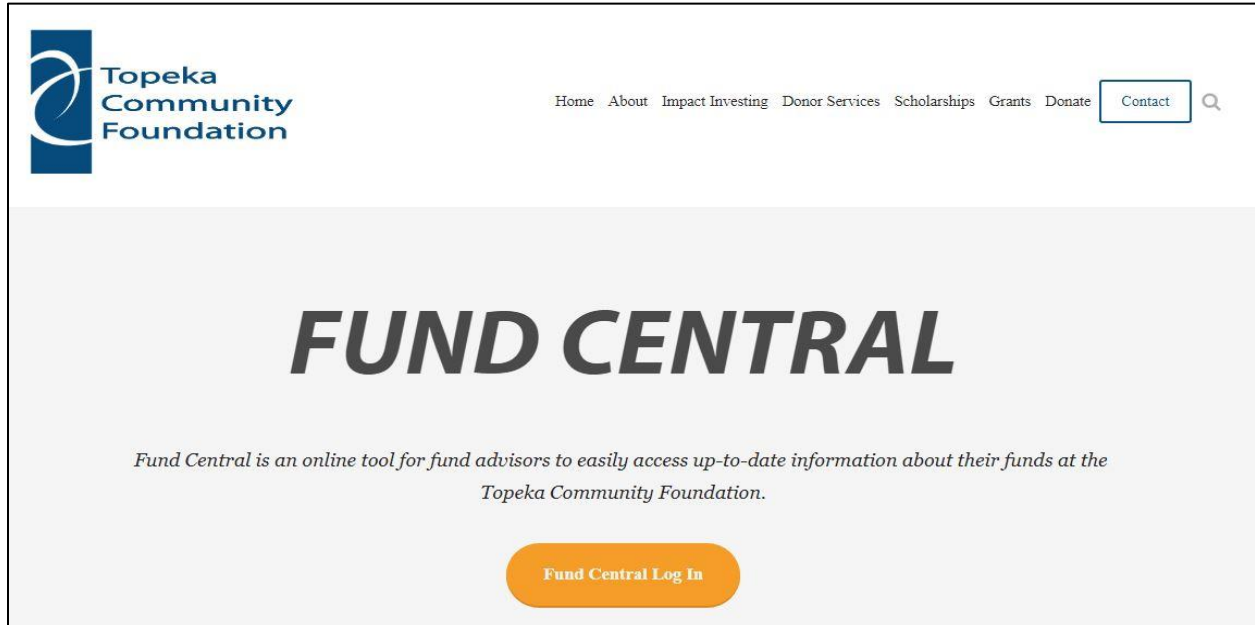 Topeka
Community
Foundation
Home About Impact Investing Donor Services Scholarships Grants Donate Contact
FUND CENTRAL
Fund Central is an online tool for fund advisors to easily access up-to-date information about their funds at the
Topeka Community Foundation.
Fund Central Log In